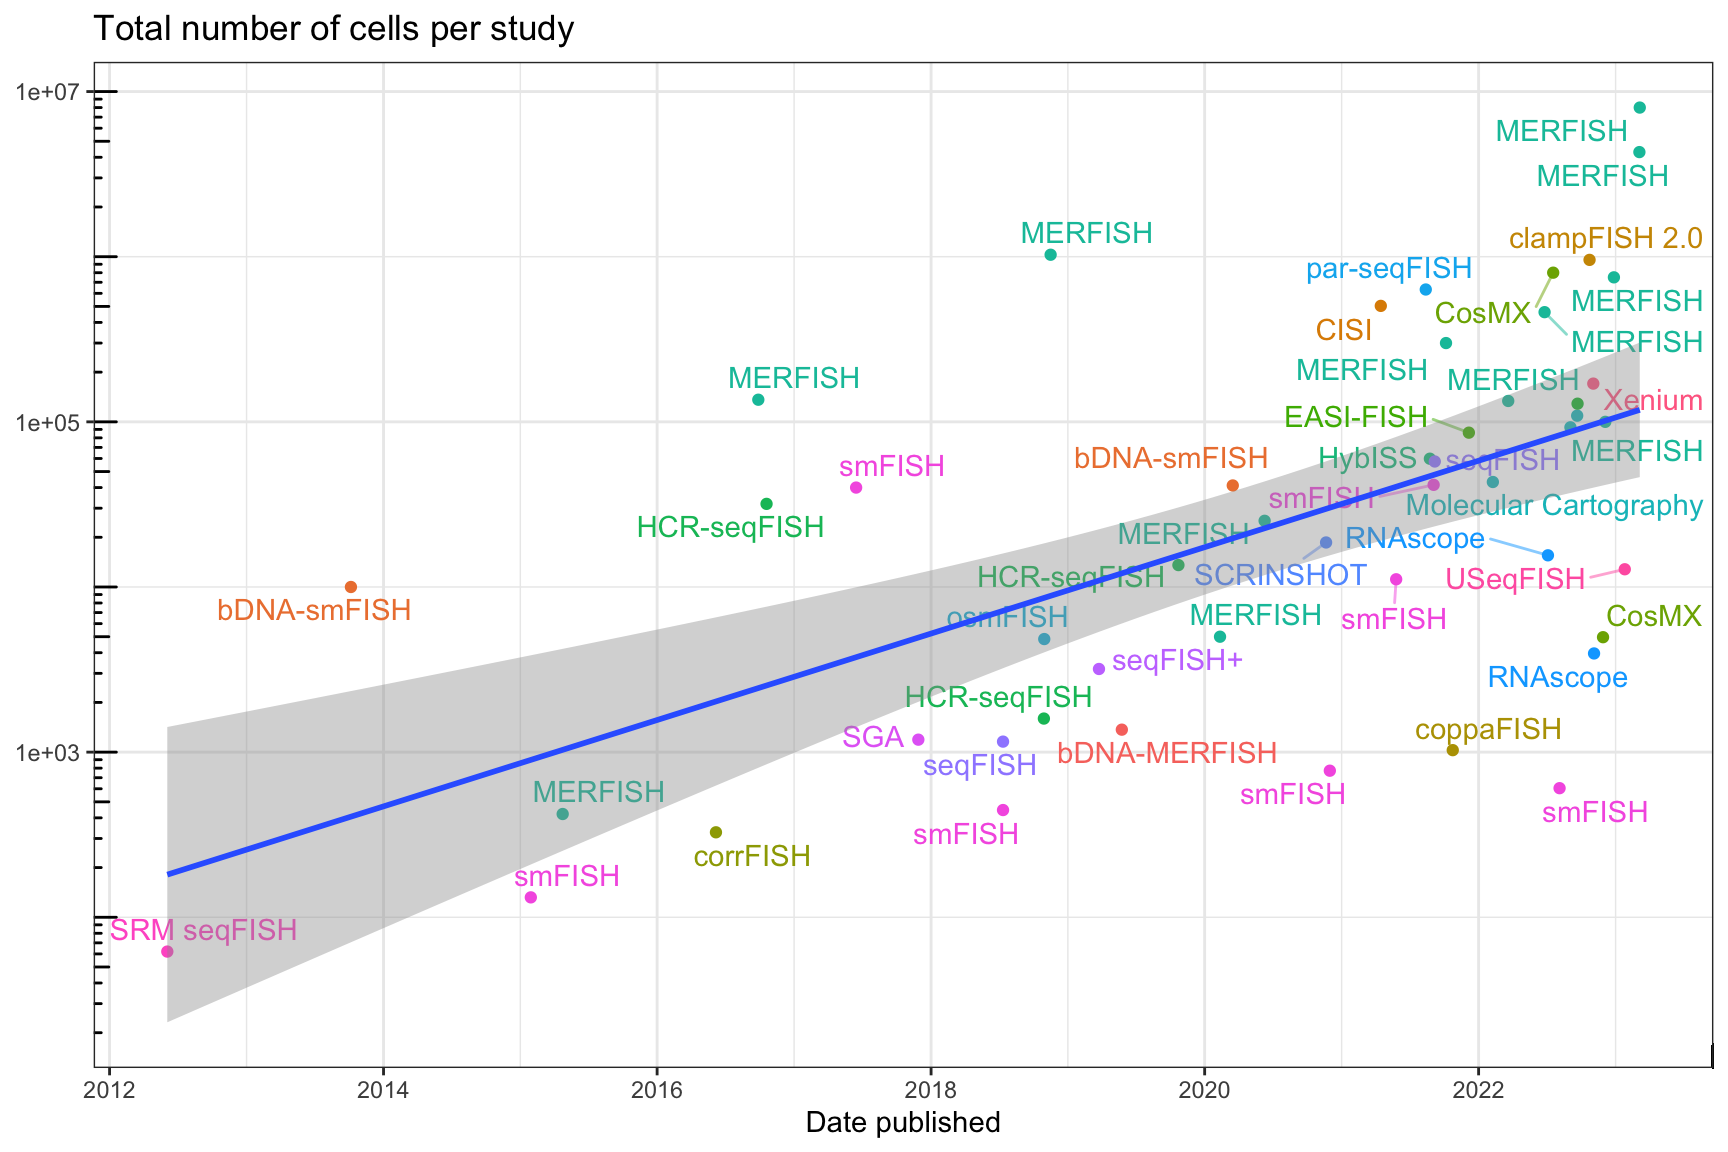 Total number of cells per study
1e+07
MERFISH
MERFISH
MERFISH
clampFISH 2.0
par-seqFISH
MERFISH
CosMX
CISI
MERFISH
MERFISH
MERFISH
MERFISH
Xenium
1e+05
EASI-FISH
MERFISH
HybISS
seqFISH
bDNA-smFISH
smFISH
smFISH
Molecular Cartography
HCR-seqFISH
MERFISH
RNAscope
HCR-seqFISH
SCRINSHOT
USeqFISH
bDNA-smFISH
osmFISH
MERFISH
smFISH
CosMX
seqFISH+
RNAscope
HCR-seqFISH
SGA
coppaFISH
1e+03
bDNA-MERFISH
seqFISH
MERFISH
smFISH
smFISH
smFISH
corrFISH
smFISH
SRM seqFISH
2012
2014
2016
2018
2020
2022
Date published